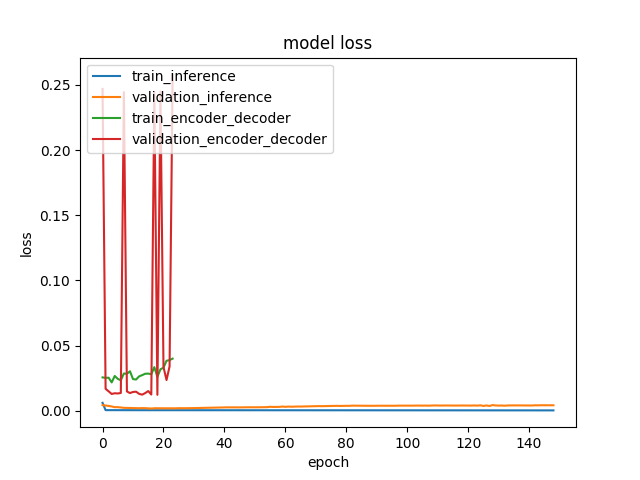 model loss
train_inference
validation_inference
train_encoder_decoder
validation_encoder_decoder
0.25
0.20
0.15
0.10
0.05
0.00
loss
0 20 40 60 80 100 120 140
epoch